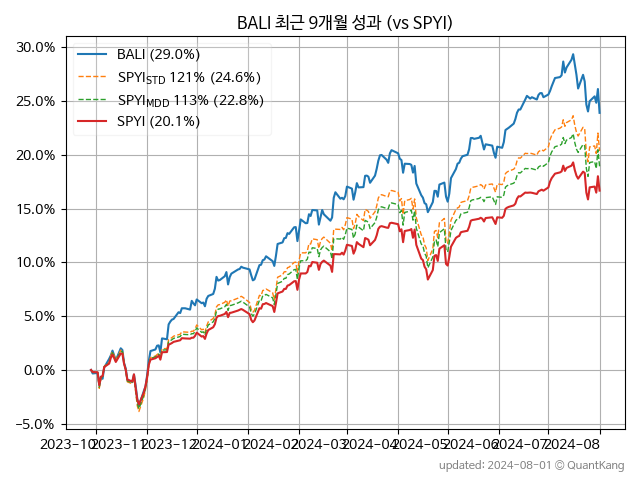 BALI 최근 9개월 성과 (vs SPYI)
30.0%
25.0%
20.0%
15.0%
10.0%
5.0%
0.0%
-5.0%
BALI (29.0%)
SPYI_STD 121% (24.6%)
SPYI_MDD 113% (22.8%)
SPYI (20.1%)
2023-10 2023-11 2023-12 2024-01 2024-02 2024-03 2024-04 2024-05 2024-06 2024-07 2024-08
updated: 2024-08-01 © QuantKang